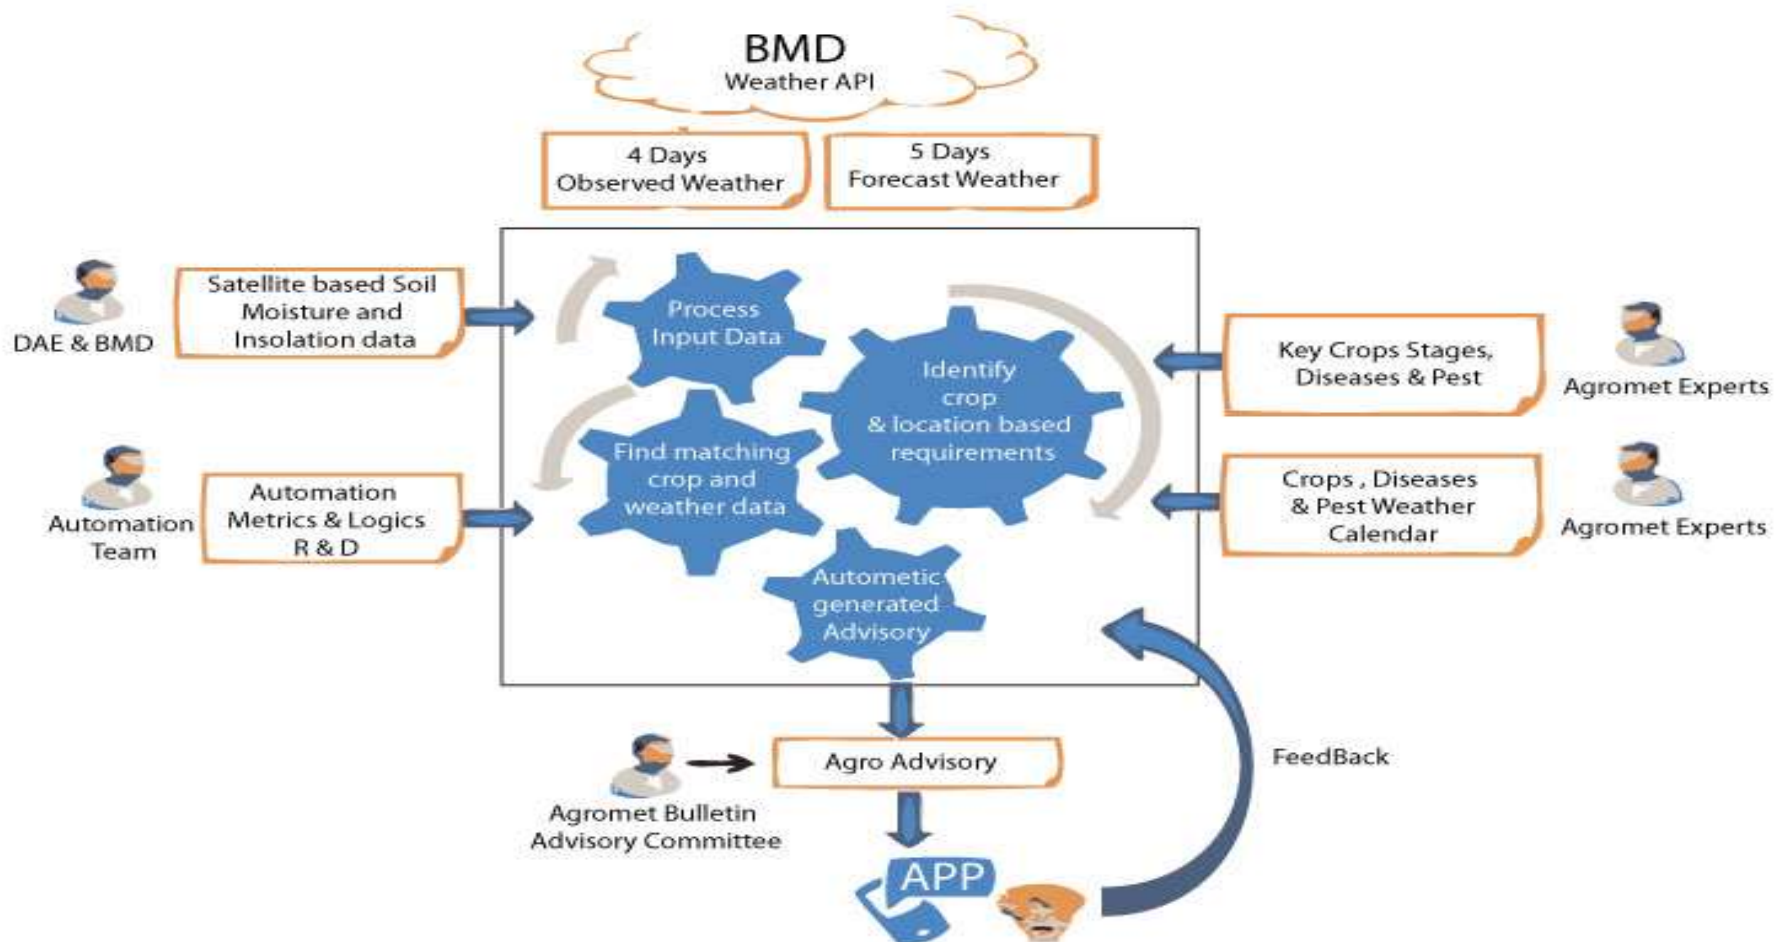 BMD
Weather API
4 Days
Observed Weather
5 Days
Forecast Weather
Satellite based Soil
Moisture and
Insolation data
DAE & BMD
Process
Input Data
Identify
crop
& location based
requirements
Key Crops Stages,
Diseases & Pest
Agromet Experts
Find matching
crop and
weather data
Automation
Metrics & Logics
R & D
Automation
Team
Crops , Diseases
& Pest Weather
Calendar
Agromet Experts
Autometic
generated
Advisory
Agro Advisory
FeedBack
Agromet Bulletin
Advisory Committee
APP